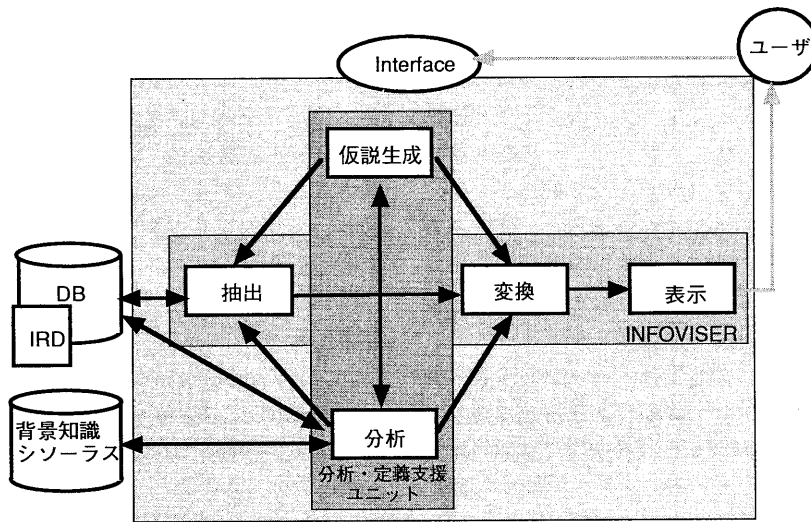 ユーザ
Interface
仮説生成
DB
IRD
抽出
変換
表示
INFOVISER
背景知識
シソーラス
分析
分析・定義支援
ユニット